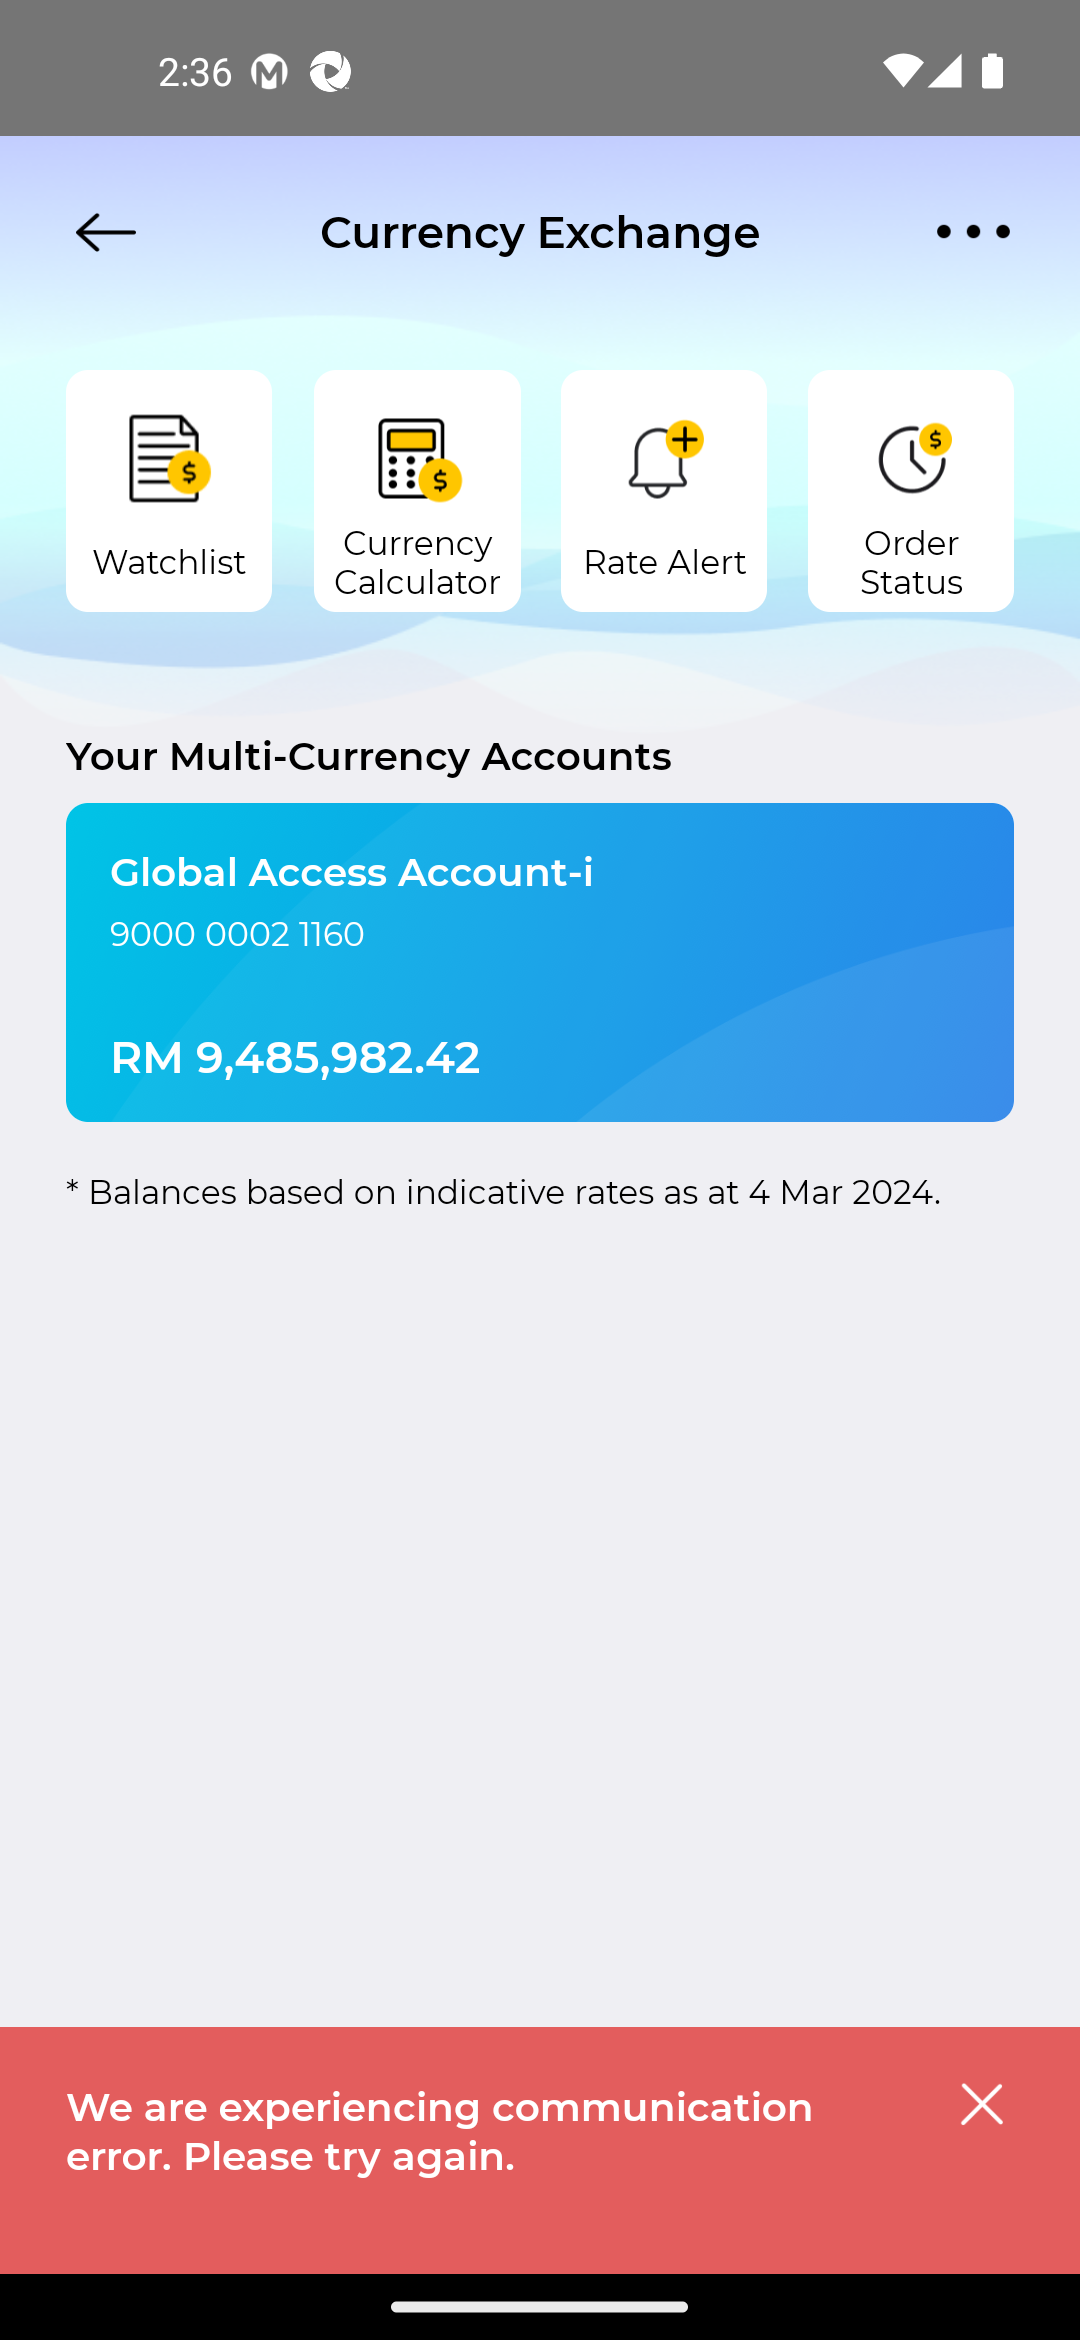 2:36
Currency Exchange
Watchlist
Currency
Calculator
Rate Alert
Order
Status
Your Multi-Currency Accounts
Global Access Account-i
9000 0002 1160
RM 9,485,982.42
* Balances based on indicative rates as at 4 Mar 2024.
We are experiencing communication
error. Please try again.